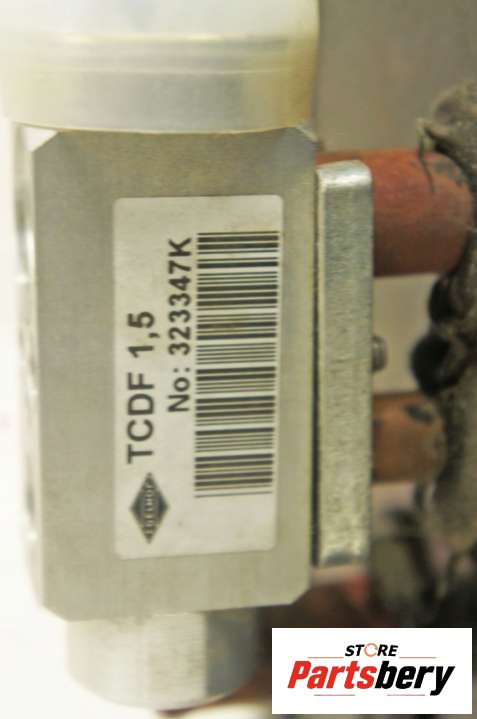 TCDF 1,5
No: 323347K
STORE
Partsbery